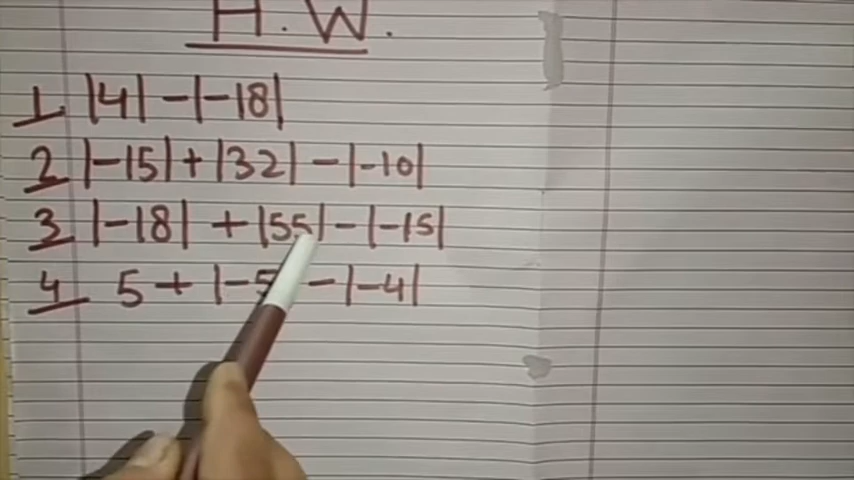 H.W.
1 |4| - |-18|
2 |-15| + |32| - |-10|
3 |-18| + |55| - |-15|
4 5 + |-5 - |-4|